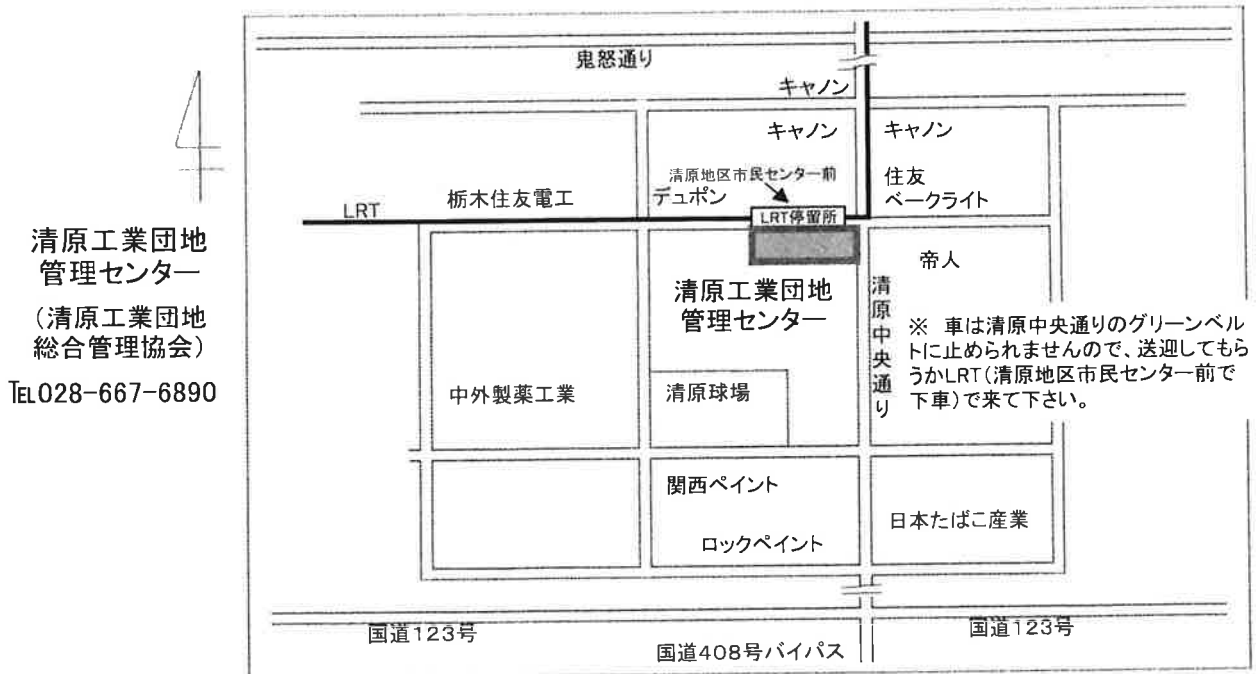 鬼怒通り
キャノン
キャノン
キャノン
清原地区市民センター前
住友
ベークライト
栃木住友電工
デュポン
LRT
LRT停留所
清原工業団地
管理センター
(清原工業団地
総合管理協会)
℡028-667-6890
帝人
清原工業団地
管理センター
清原中央通り
※ 車は清原中央通りのグリーンベル
トに止められませんので、送迎してもら
うかLRT(清原地区市民センター前で
下車)で来て下さい。
中外製薬工業
清原球場
関西ペイント
日本たばこ産業
ロックペイント
国道123号
国道123号
国道408号バイパス